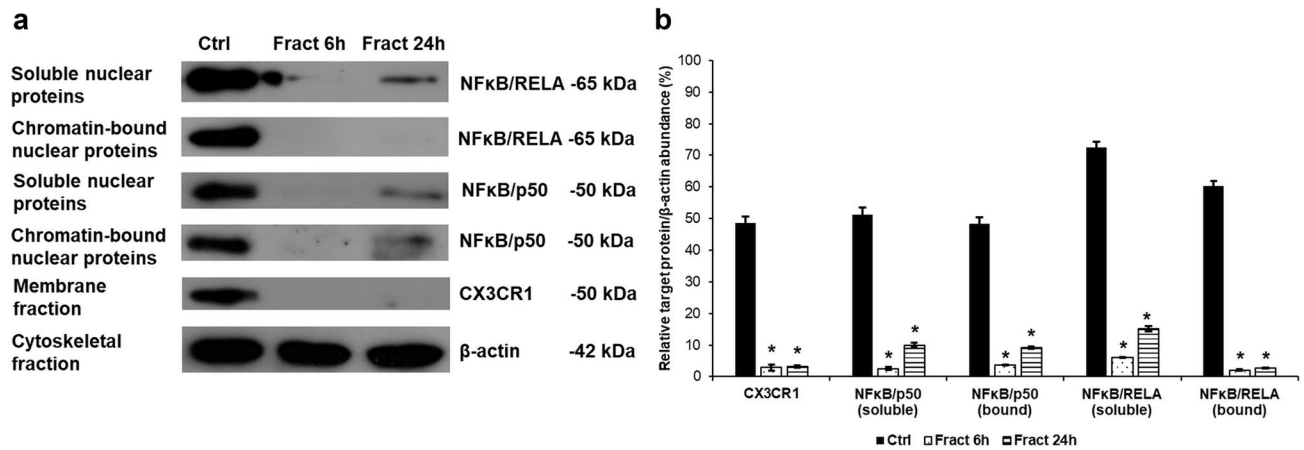 a
Ctrl Fract 6h Fract 24h
Soluble nuclear
proteins
NFκB/RELA -65 kDa
Chromatin-bound
nuclear proteins
NFκB/RELA -65 kDa
Soluble nuclear
proteins
NFκB/p50 -50 kDa
Chromatin-bound
nuclear proteins
NFκB/p50 -50 kDa
Membrane
fraction
CX3CR1 -50 kDa
Cytoskeletal
fraction
β-actin -42 kDa
b
Relative target protein/β-actin abundance (%)
100
90
80
70
60
50
40
30
20
10
0
* * * * * * * * * *
CX3CR1
NFκB/p50
(soluble)
NFκB/p50
(bound)
NFκB/RELA
(soluble)
NFκB/RELA
(bound)
Ctrl Fract 6h Fract 24h